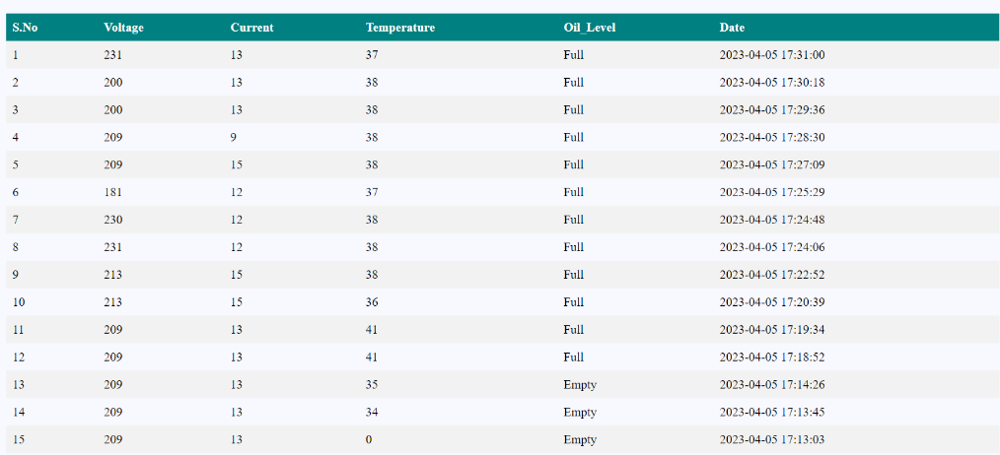 S.No Voltage Current Temperature Oil_Level Date
1 231 13 37 Full 2023-04-05 17:31:00
2 200 13 38 Full 2023-04-05 17:30:18
3 200 13 38 Full 2023-04-05 17:29:36
4 209 9 38 Full 2023-04-05 17:28:30
5 209 15 38 Full 2023-04-05 17:27:09
6 181 12 37 Full 2023-04-05 17:25:29
7 230 12 38 Full 2023-04-05 17:24:48
8 231 12 38 Full 2023-04-05 17:24:06
9 213 15 38 Full 2023-04-05 17:22:52
10 213 15 36 Full 2023-04-05 17:20:39
11 209 13 41 Full 2023-04-05 17:19:34
12 209 13 41 Full 2023-04-05 17:18:52
13 209 13 35 Empty 2023-04-05 17:14:26
14 209 13 34 Empty 2023-04-05 17:13:45
15 209 13 0 Empty 2023-04-05 17:13:03